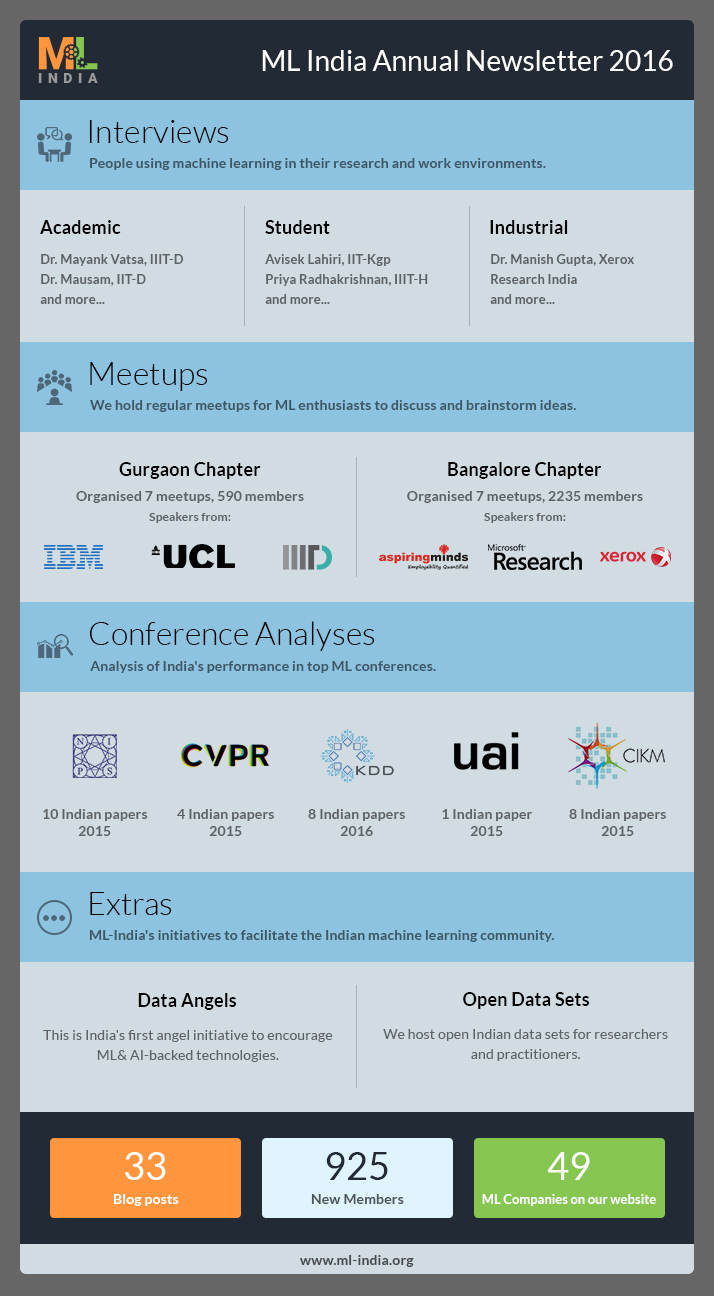 ML
INDIA
ML India Annual Newsletter 2016
Interviews
People using machine learning in their research and work environments.
Academic
Dr. Mayank Vatsa, IIIT-D
Dr. Mausam, IIT-D
and more...
Student
Avisek Lahiri, IIT-Kgp
Priya Radhakrishnan, IIIT-H
and more...
Industrial
Dr. Manish Gupta, Xerox
Research India
and more...
Meetups
We hold regular meetups for ML enthusiasts to discuss and brainstorm ideas.
Gurgaon Chapter
Organised 7 meetups, 590 members
Speakers from:
IBM
UCL
IIID
Bangalore Chapter
Organised 7 meetups, 2235 members
Speakers from:
aspiringminds
Employability Quantified
Microsoft
Research
xerox
Conference Analyses
Analysis of India's performance in top ML conferences.
N I
P S
10 Indian papers
2015
CVPR
4 Indian papers
2015
KDD
8 Indian papers
2016
uai
1 Indian paper
2015
CIKM
8 Indian papers
2015
Extras
ML-India's initiatives to facilitate the Indian machine learning community.
Data Angels
This is India's first angel initiative to encourage
ML& AI-backed technologies.
Open Data Sets
We host open Indian data sets for researchers
and practitioners.
33
Blog posts
925
New Members
49
ML Companies on our website
www.ml-india.org